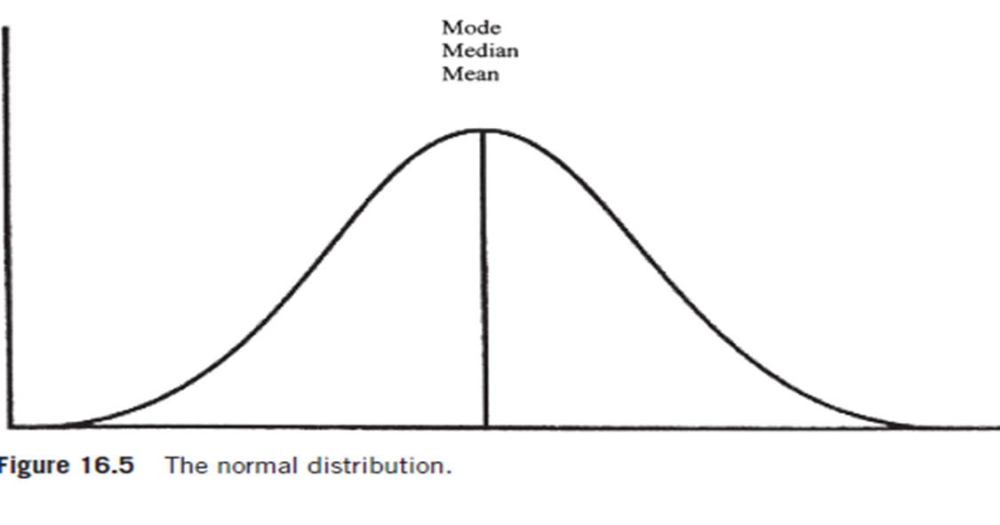 Mode
Median
Mean
Figure 16.5 The normal distribution.